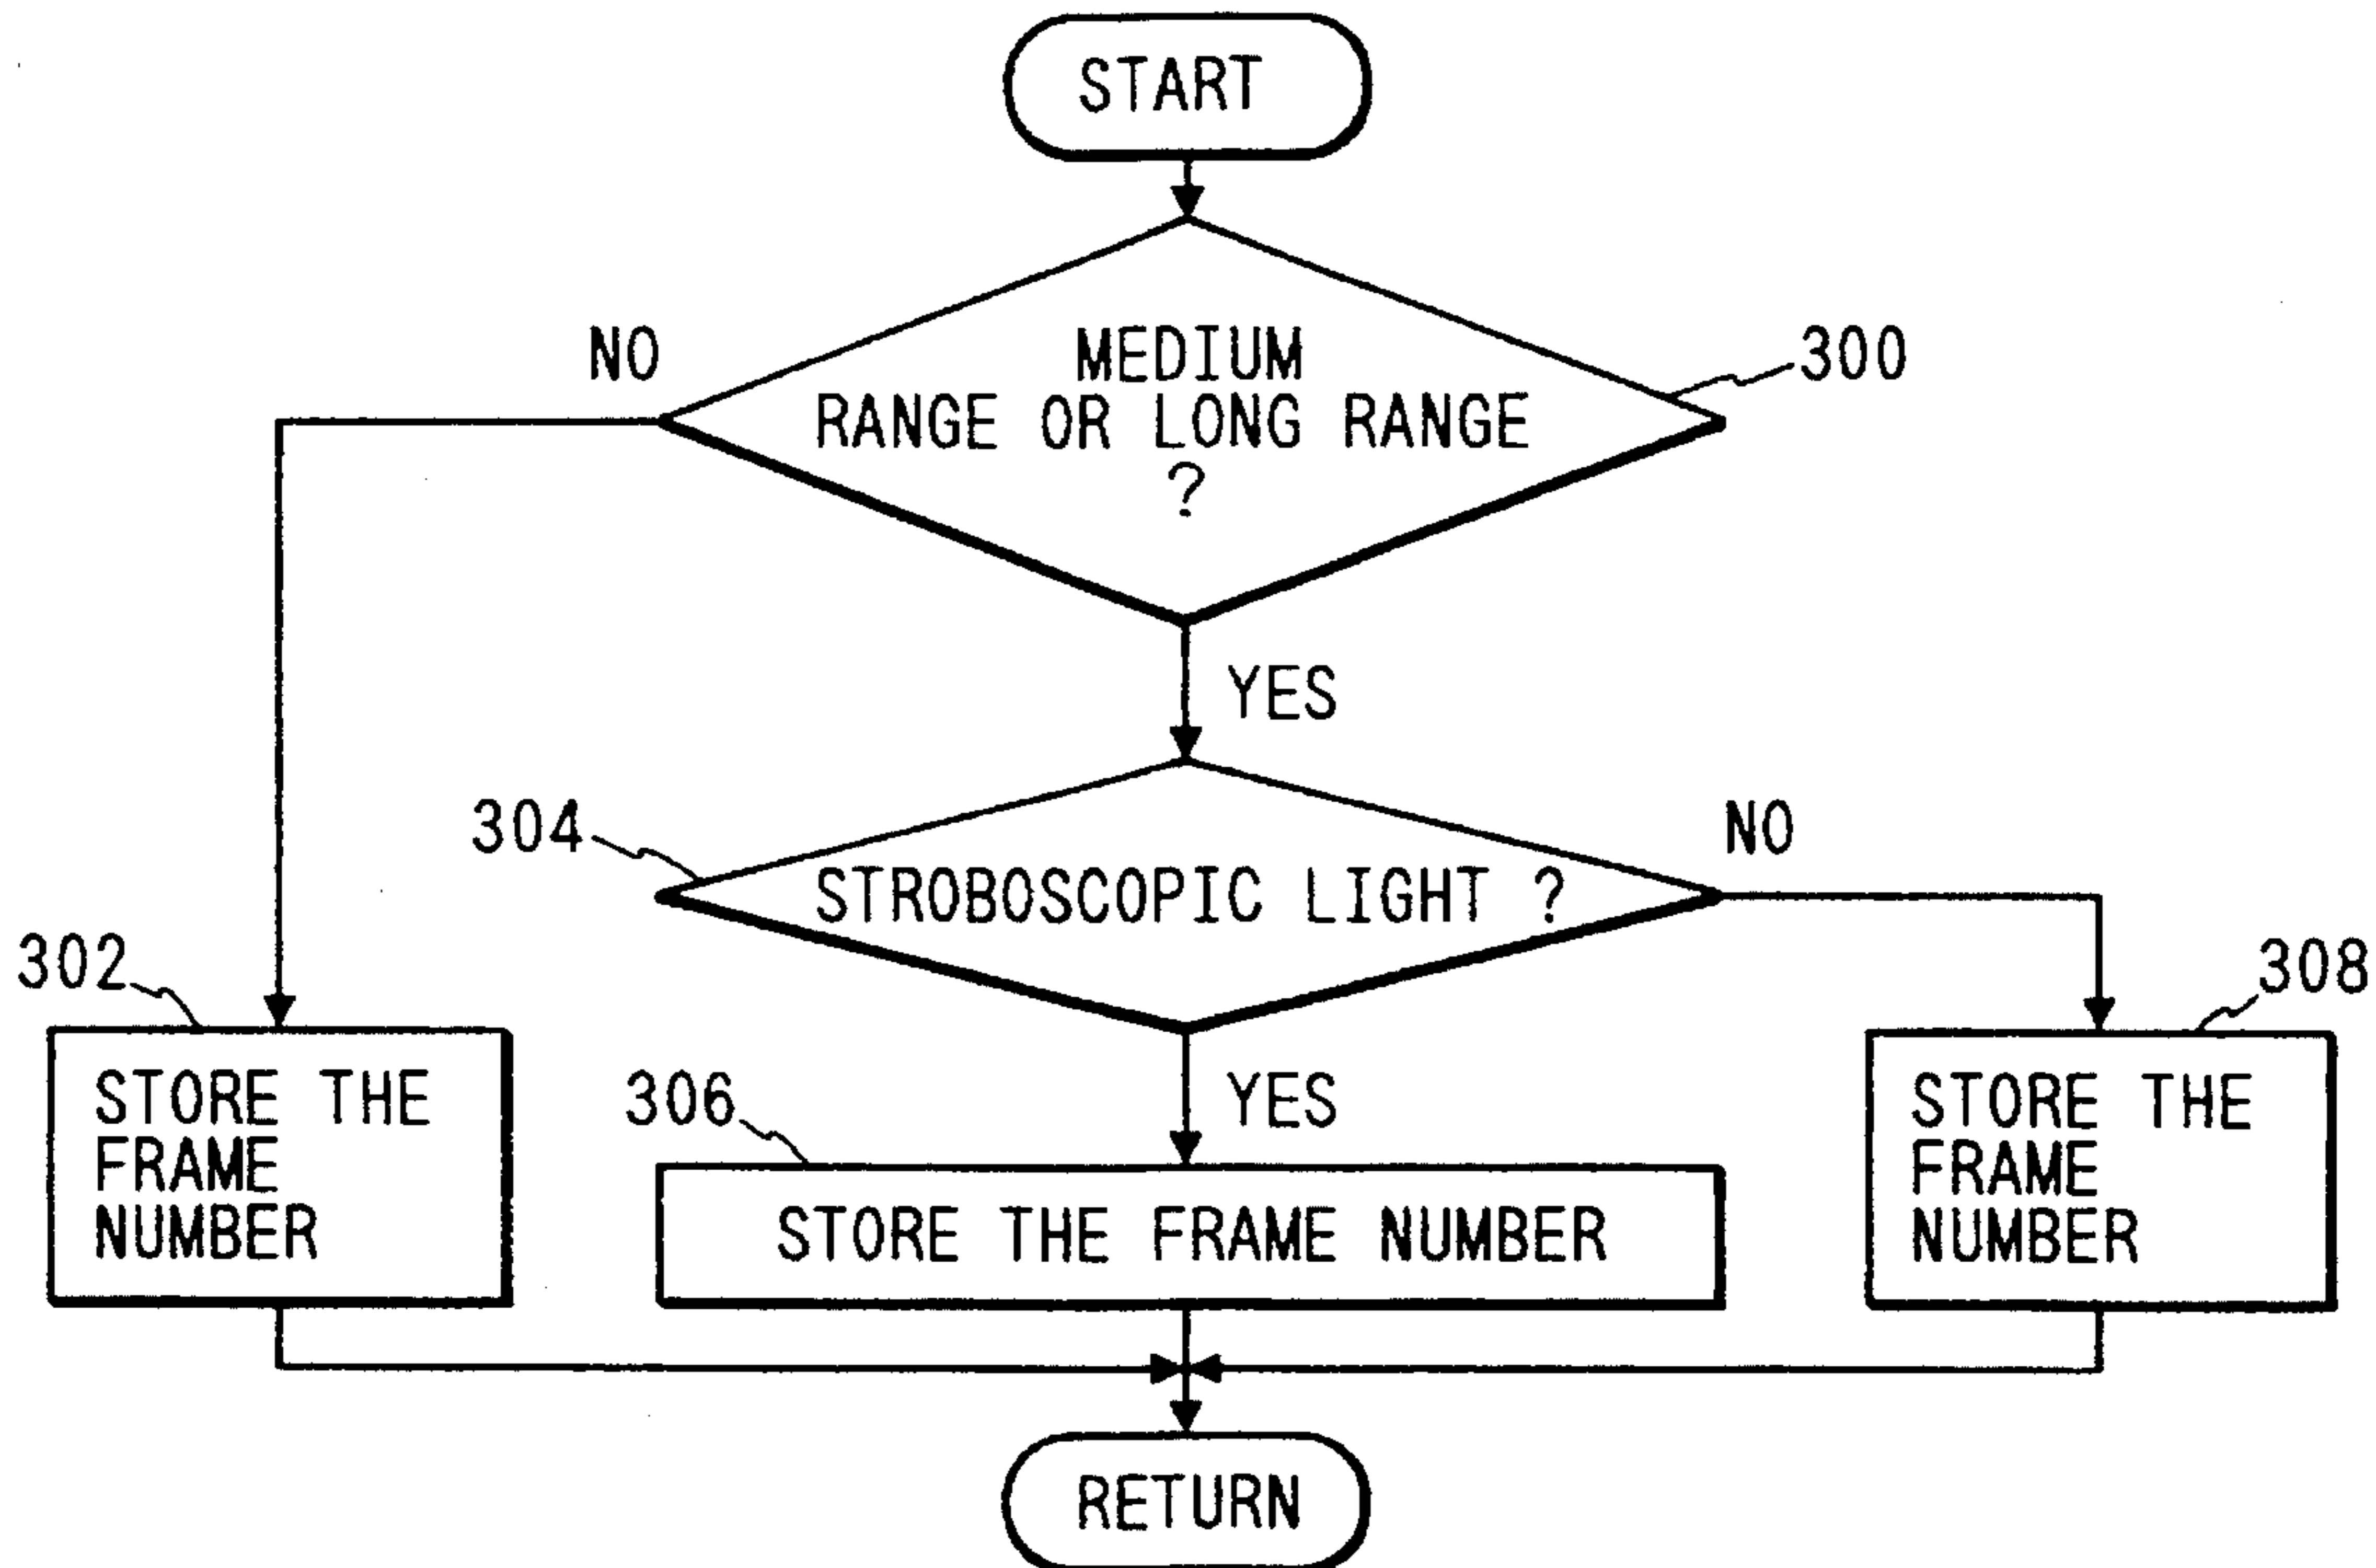 START
NO
MEDIUM
RANGE OR LONG RANGE
?
300
YES
304
STROBOSCOPIC LIGHT ?
NO
302
STORE THE
FRAME
NUMBER
306
YES
STORE THE FRAME NUMBER
308
STORE THE
FRAME
NUMBER
RETURN